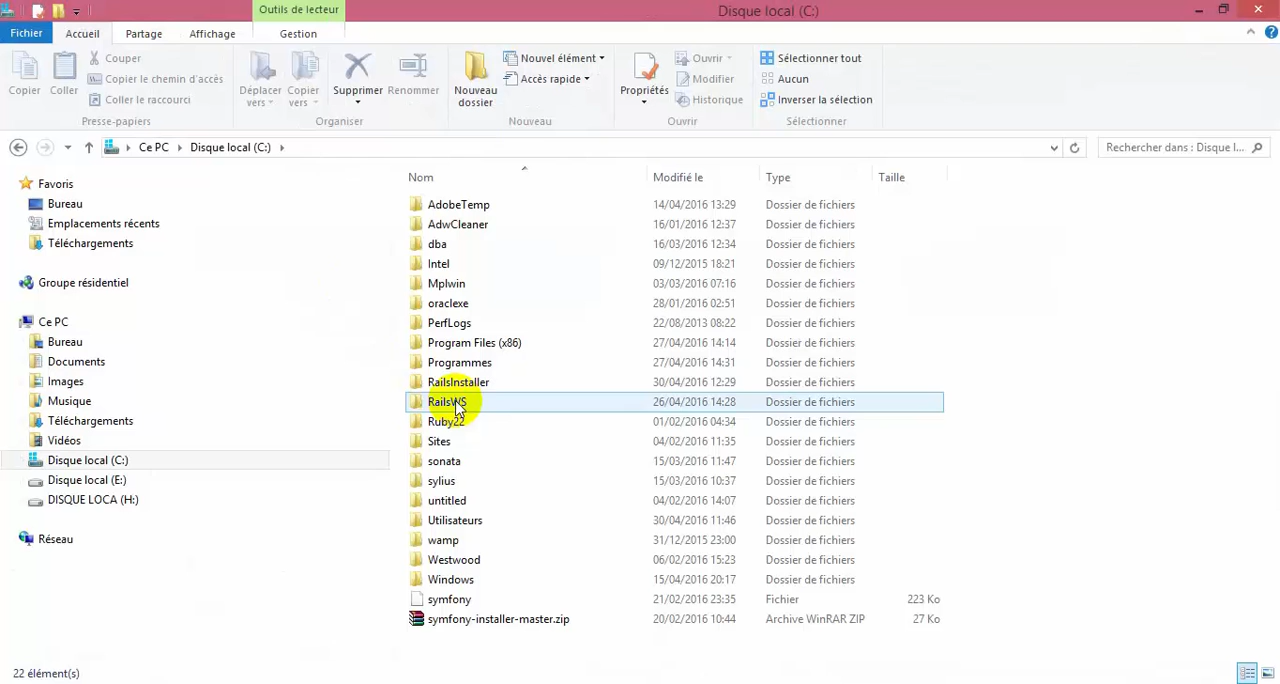 Outils de lecteur
Disque local (C:)
Fichier
Accueil
Partage
Affichage
Gestion
Copier
Coller
Couper
Copier le chemin d'accès
Coller le raccourci
Presse-papiers
Déplacer vers
Copier vers
Supprimer
Renommer
Organiser
Nouveau dossier
Nouvel élément
Accès rapide
Nouveau
Propriétés
Ouvrir
Modifier
Historique
Ouvrir
Sélectionner tout
Aucun
Inverser la sélection
Sélectionner
Ce PC
Disque local (C:)
Rechercher dans : Disque l...
Favoris
Bureau
Emplacements récents
Téléchargements
Groupe résidentiel
Ce PC
Bureau
Documents
Images
Musique
Téléchargements
Vidéos
Disque local (C:)
Disque local (E:)
DISQUE LOCA (H:)
Réseau
Nom Modifié le Type Taille
AdobeTemp 14/04/2016 13:29 Dossier de fichiers
AdwCleaner 16/01/2016 12:37 Dossier de fichiers
dba 16/03/2016 12:34 Dossier de fichiers
Intel 09/12/2015 18:21 Dossier de fichiers
Mplwin 03/03/2016 07:16 Dossier de fichiers
oraclexe 28/01/2016 02:51 Dossier de fichiers
PerfLogs 22/08/2013 08:22 Dossier de fichiers
Program Files (x86) 27/04/2016 14:14 Dossier de fichiers
Programmes 27/04/2016 14:31 Dossier de fichiers
RailsInstaller 30/04/2016 12:29 Dossier de fichiers
RailsWS 26/04/2016 14:28 Dossier de fichiers
Ruby22 01/02/2016 04:34 Dossier de fichiers
Sites 04/02/2016 11:35 Dossier de fichiers
sonata 15/03/2016 11:47 Dossier de fichiers
sylius 15/03/2016 10:37 Dossier de fichiers
untitled 04/02/2016 14:07 Dossier de fichiers
Utilisateurs 30/04/2016 11:46 Dossier de fichiers
wamp 31/12/2015 23:00 Dossier de fichiers
Westwood 06/02/2016 15:23 Dossier de fichiers
Windows 15/04/2016 20:17 Dossier de fichiers
symfony 21/02/2016 23:35 Fichier 223 Ko
symfony-installer-master.zip 20/02/2016 10:44 Archive WinRAR ZIP 27 Ko
22 élément(s)